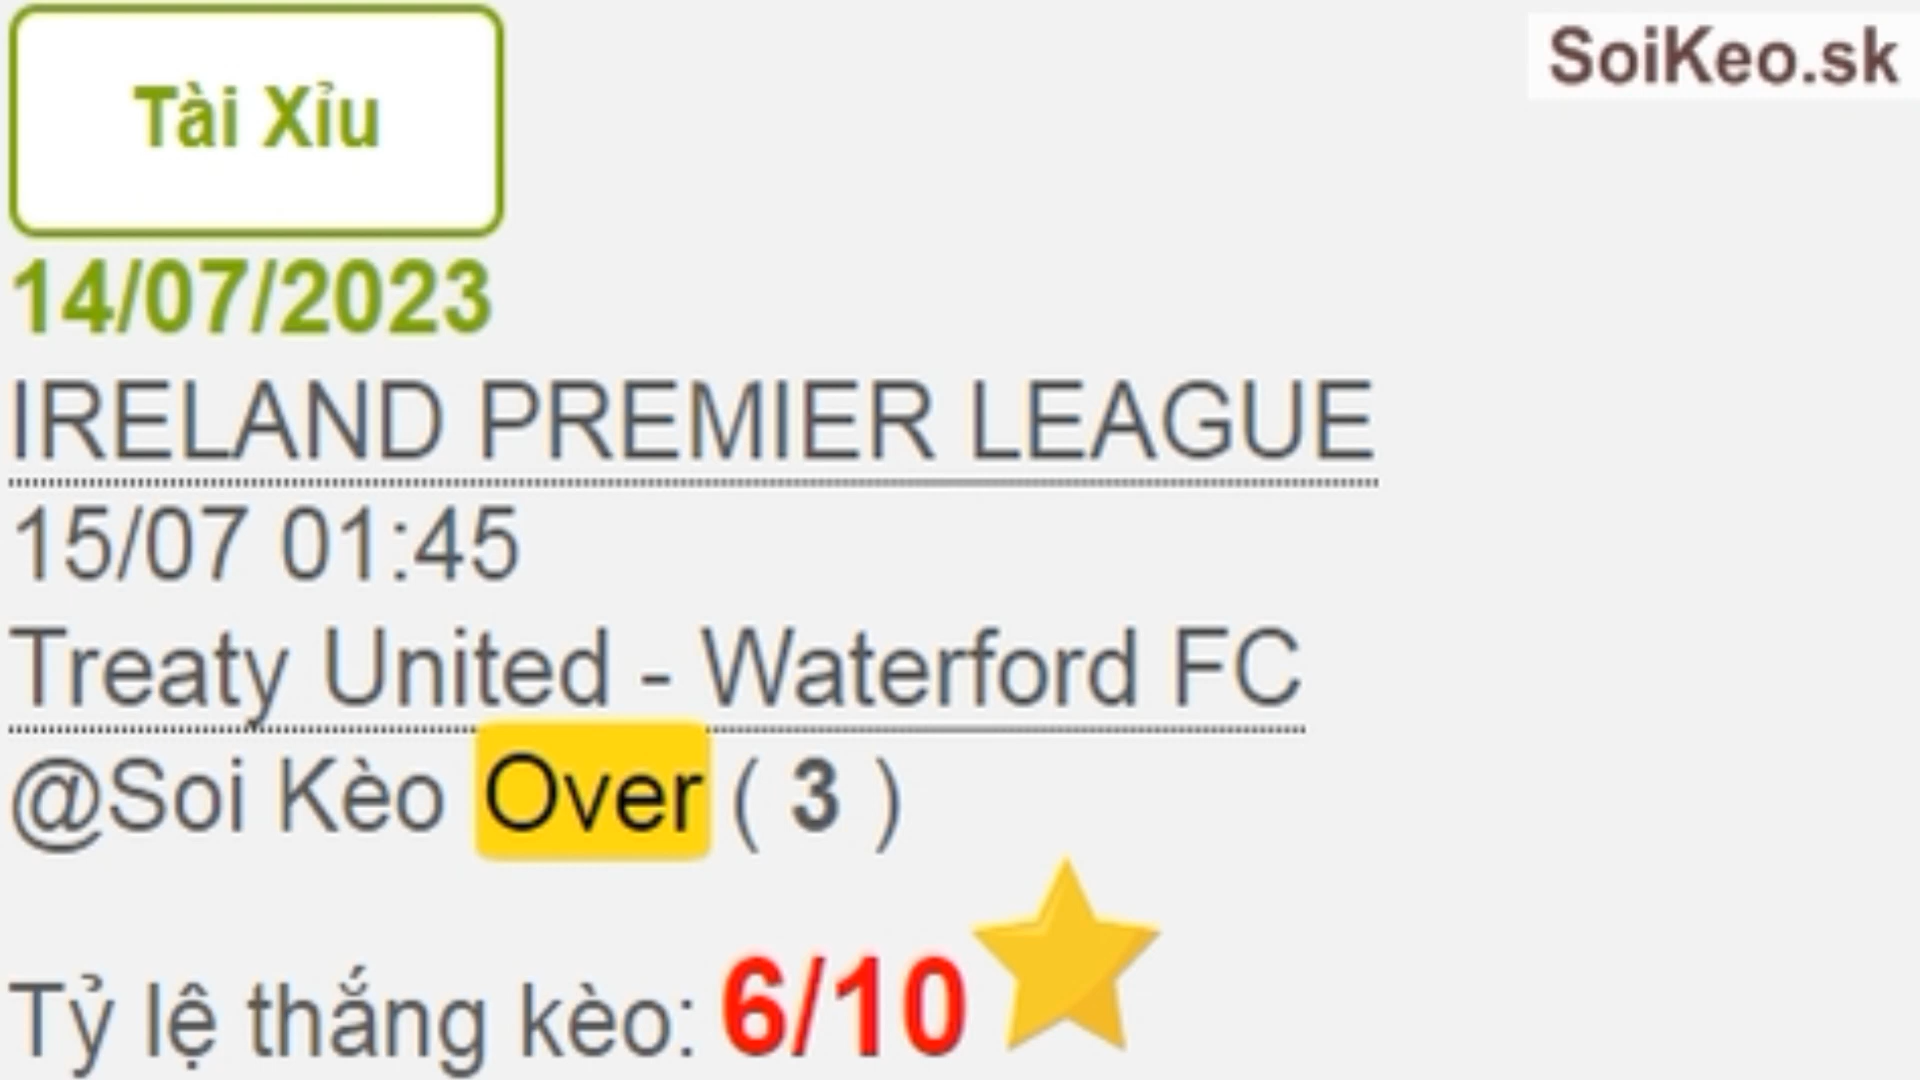 Tài Xỉu
SoiKeo.sk
14/07/2023
IRELAND PREMIER LEAGUE
15/07 01:45
Treaty United - Waterford FC
@Soi Kèo Over ( 3 )
Tỷ lệ thắng kèo: 6/10